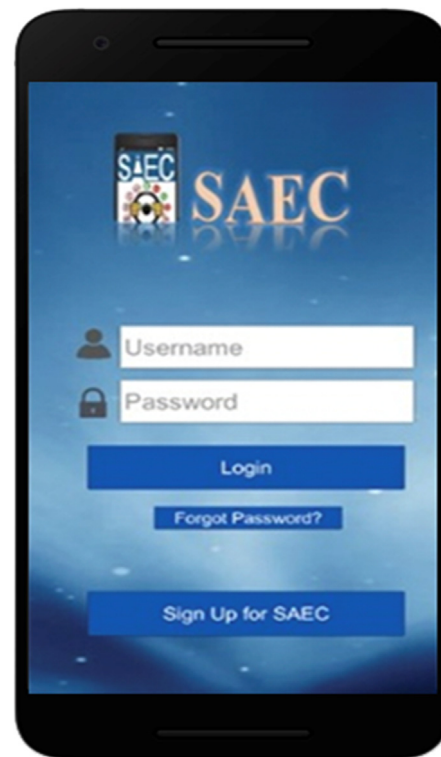 SAEC
SAEC
Username
Password
Login
Forgot Password?
Sign Up for SAEC